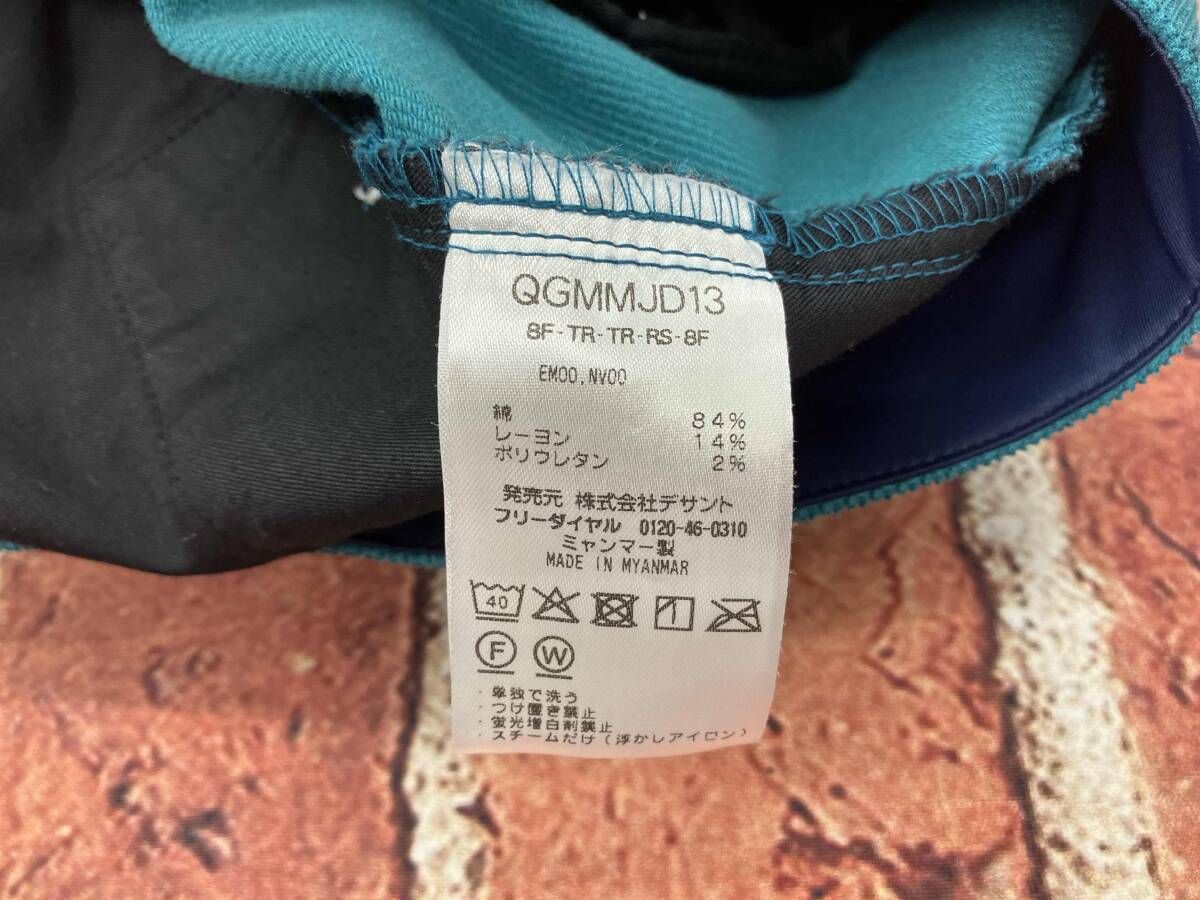 QGMMJD13
8F-TR-TR-RS-8F
EM00,NV00
綿 84%
レーヨン 14%
ポリウレタン 2%
発売元 株式会社デサント
フリーダイヤル 0120-46-0310
ミャンマー製
MADE IN MYANMAR
40
F W
・単独で洗う
・つけ置き禁止
・蛍光増白剤禁止
・スチームだけ(浮かしアイロン)